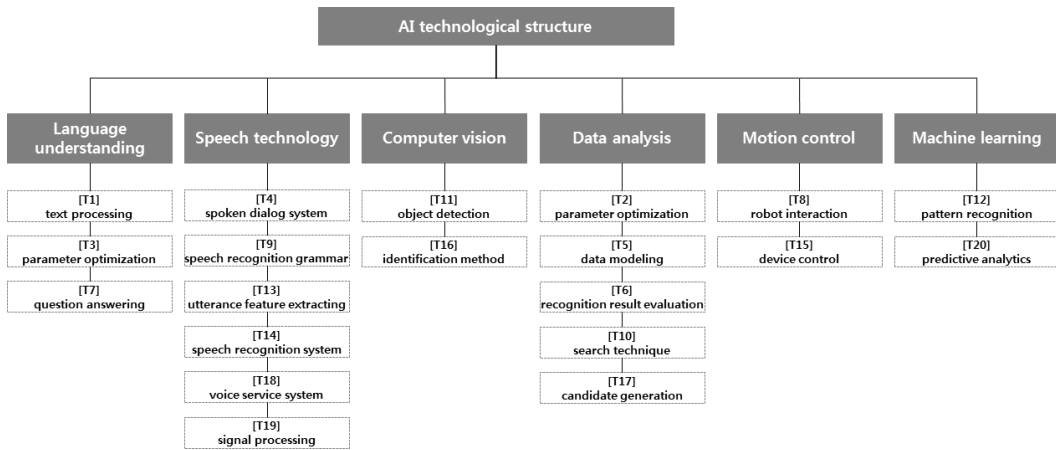 AI technological structure
Language
understanding
Speech technology
Computer vision
Data analysis
Motion control
Machine learning
[T1]
text processing
[T3]
parameter optimization
[T7]
question answering
[T4]
spoken dialog system
[T9]
speech recognition grammar
[T13]
utterance feature extracting
[T14]
speech recognition system
[T18]
voice service system
[T19]
signal processing
[T11]
object detection
[T16]
identification method
[T2]
parameter optimization
[T5]
data modeling
[T6]
recognition result evaluation
[T10]
search technique
[T17]
candidate generation
[T8]
robot interaction
[T15]
device control
[T12]
pattern recognition
[T20]
predictive analytics